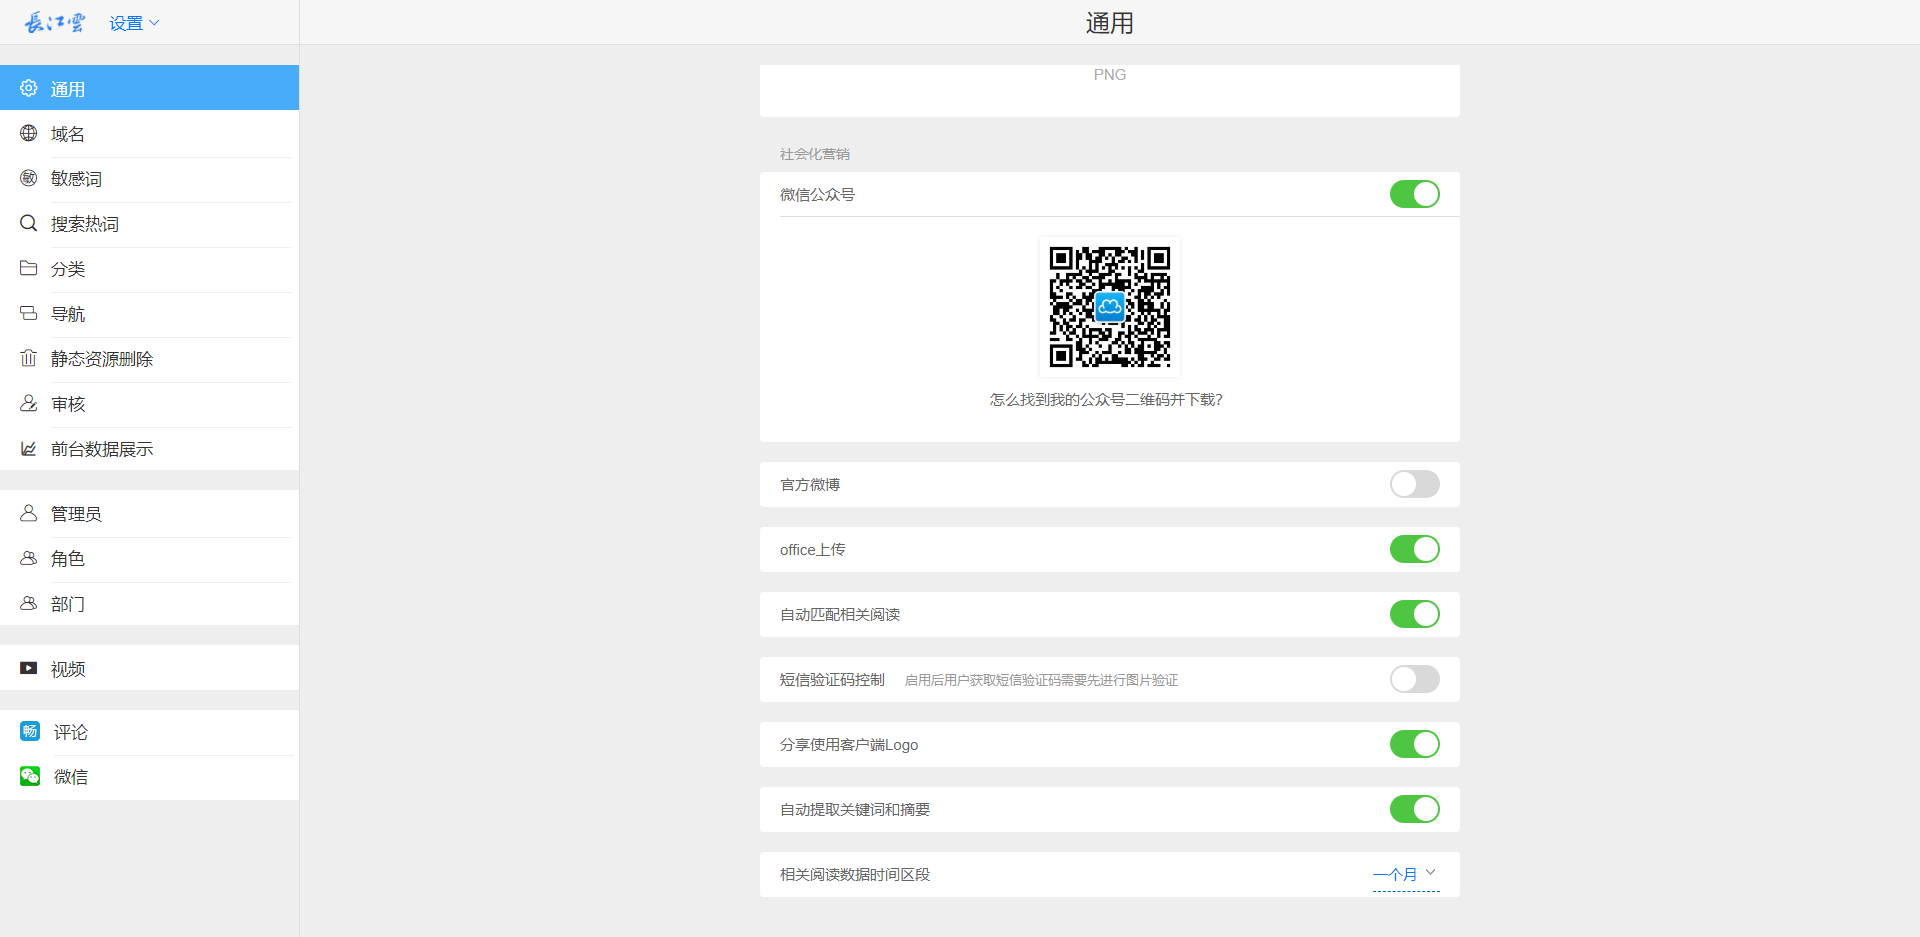 長江雲 设置
通用
通用
域名
敏 敏感词
搜索热词
分类
导航
静态资源删除
审核
前台数据展示
管理员
角色
部门
视频
畅 评论
微信
PNG
社会化营销
微信公众号
怎么找到我的公众号二维码并下载?
官方微博
office上传
自动匹配相关阅读
短信验证码控制 启用后用户获取短信验证码需要先进行图片验证
分享使用客户端Logo
自动提取关键词和摘要
相关阅读数据时间区段 一个月